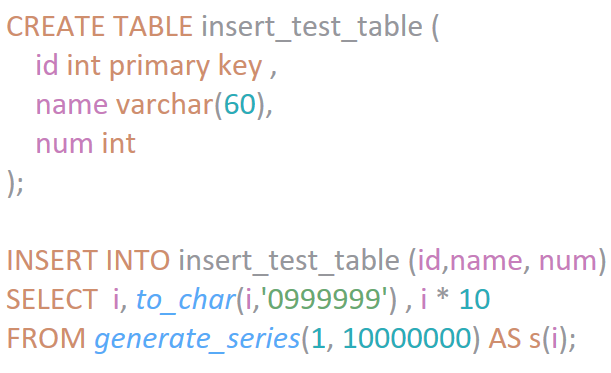 CREATE TABLE insert_test_table (
id int primary key ,
name varchar(60),
num int
);
INSERT INTO insert_test_table (id,name, num)
SELECT i, to_char(i,'0999999') , i * 10
FROM generate_series(1, 10000000) AS s(i);